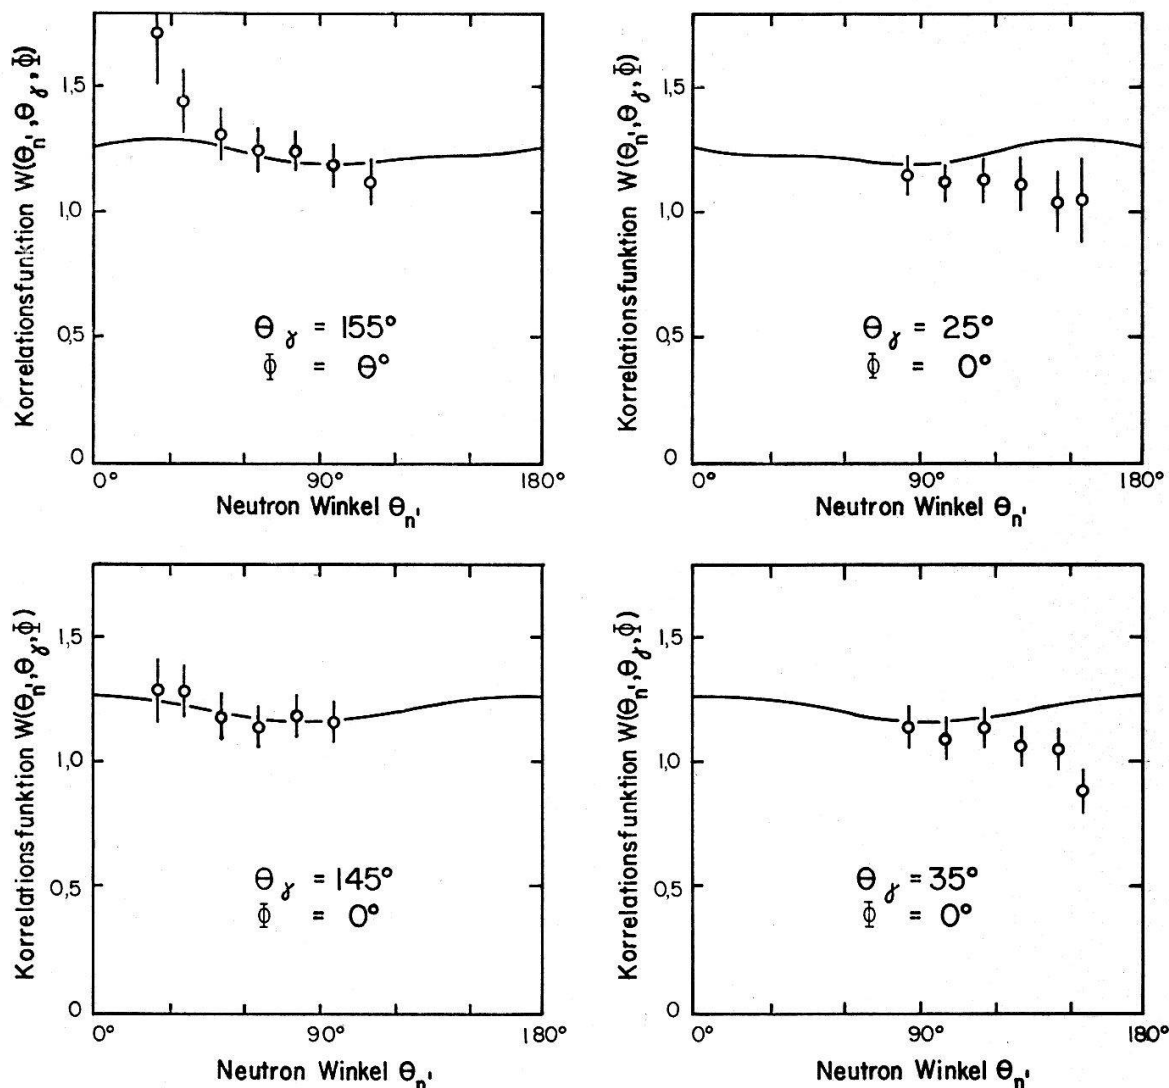 Korrelationsfunktion W(Θn', Θγ, Φ)
1,5
1,0
0,5
0
Θγ = 155°
Φ = Θ°
0° 90° 180°
Neutron Winkel Θn'
Korrelationsfunktion W(Θn', Θγ, Φ)
1,5
1,0
0,5
0
Θγ = 25°
Φ = 0°
0° 90° 180°
Neutron Winkel Θn'
Korrelationsfunktion W(Θn', Θγ, Φ)
1,5
1,0
0,5
0
Θγ = 145°
Φ = 0°
0° 90° 180°
Neutron Winkel Θn'
Korrelationsfunktion W(Θn', Θγ, Φ)
1,5
1,0
0,5
0
Θγ = 35°
Φ = 0°
0° 90° 180°
Neutron Winkel Θn'